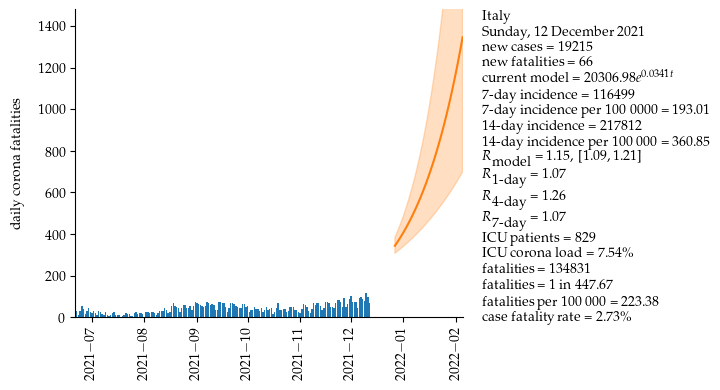 1400
1200
1000
800
600
400
200
0
daily corona fatalities
2021−07
2021−08
2021−09
2021−10
2021−11
2021−12
2022−01
2022−02
Italy
Sunday, 12 December 2021
new cases = 19215
new fatalities = 66
current model = 20306.98e^0.0341t
7-day incidence = 116499
7-day incidence per 100 0000 = 193.01
14-day incidence = 217812
14-day incidence per 100 000 = 360.85
R_model = 1.15, [1.09, 1.21]
R_1-day = 1.07
R_4-day = 1.26
R_7-day = 1.07
ICU patients = 829
ICU corona load = 7.54%
fatalities = 134831
fatalities = 1 in 447.67
fatalities per 100 000 = 223.38
case fatality rate = 2.73%